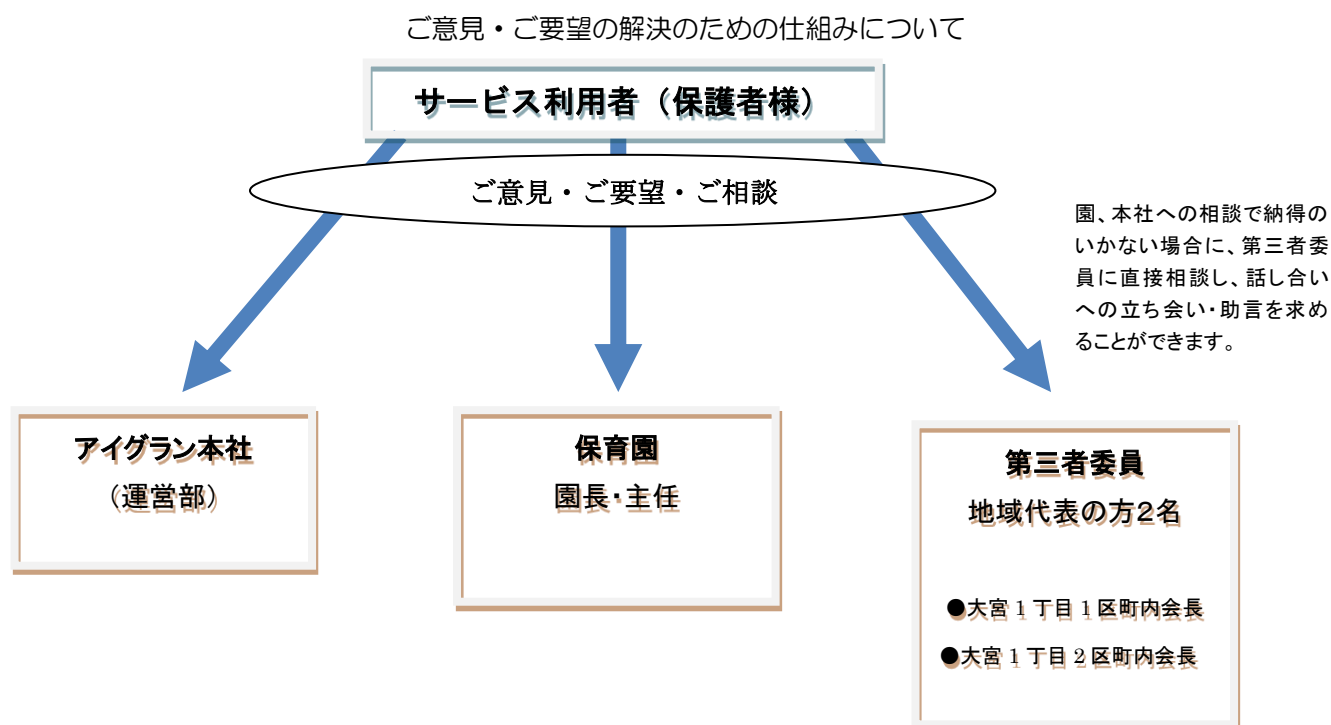 ご意見・ご要望の解決のための仕組みについて
サービス利用者（保護者様）
ご意見・ご要望・ご相談
園、本社への相談で納得の
いかない場合に、第三者委
員に直接相談し、話し合い
への立ち会い・助言を求め
ることができます。
アイグラン本社
（運営部）
保育園
園長・主任
第三者委員
地域代表の方２名
●大宮１丁目１区町内会長
●大宮１丁目２区町内会長